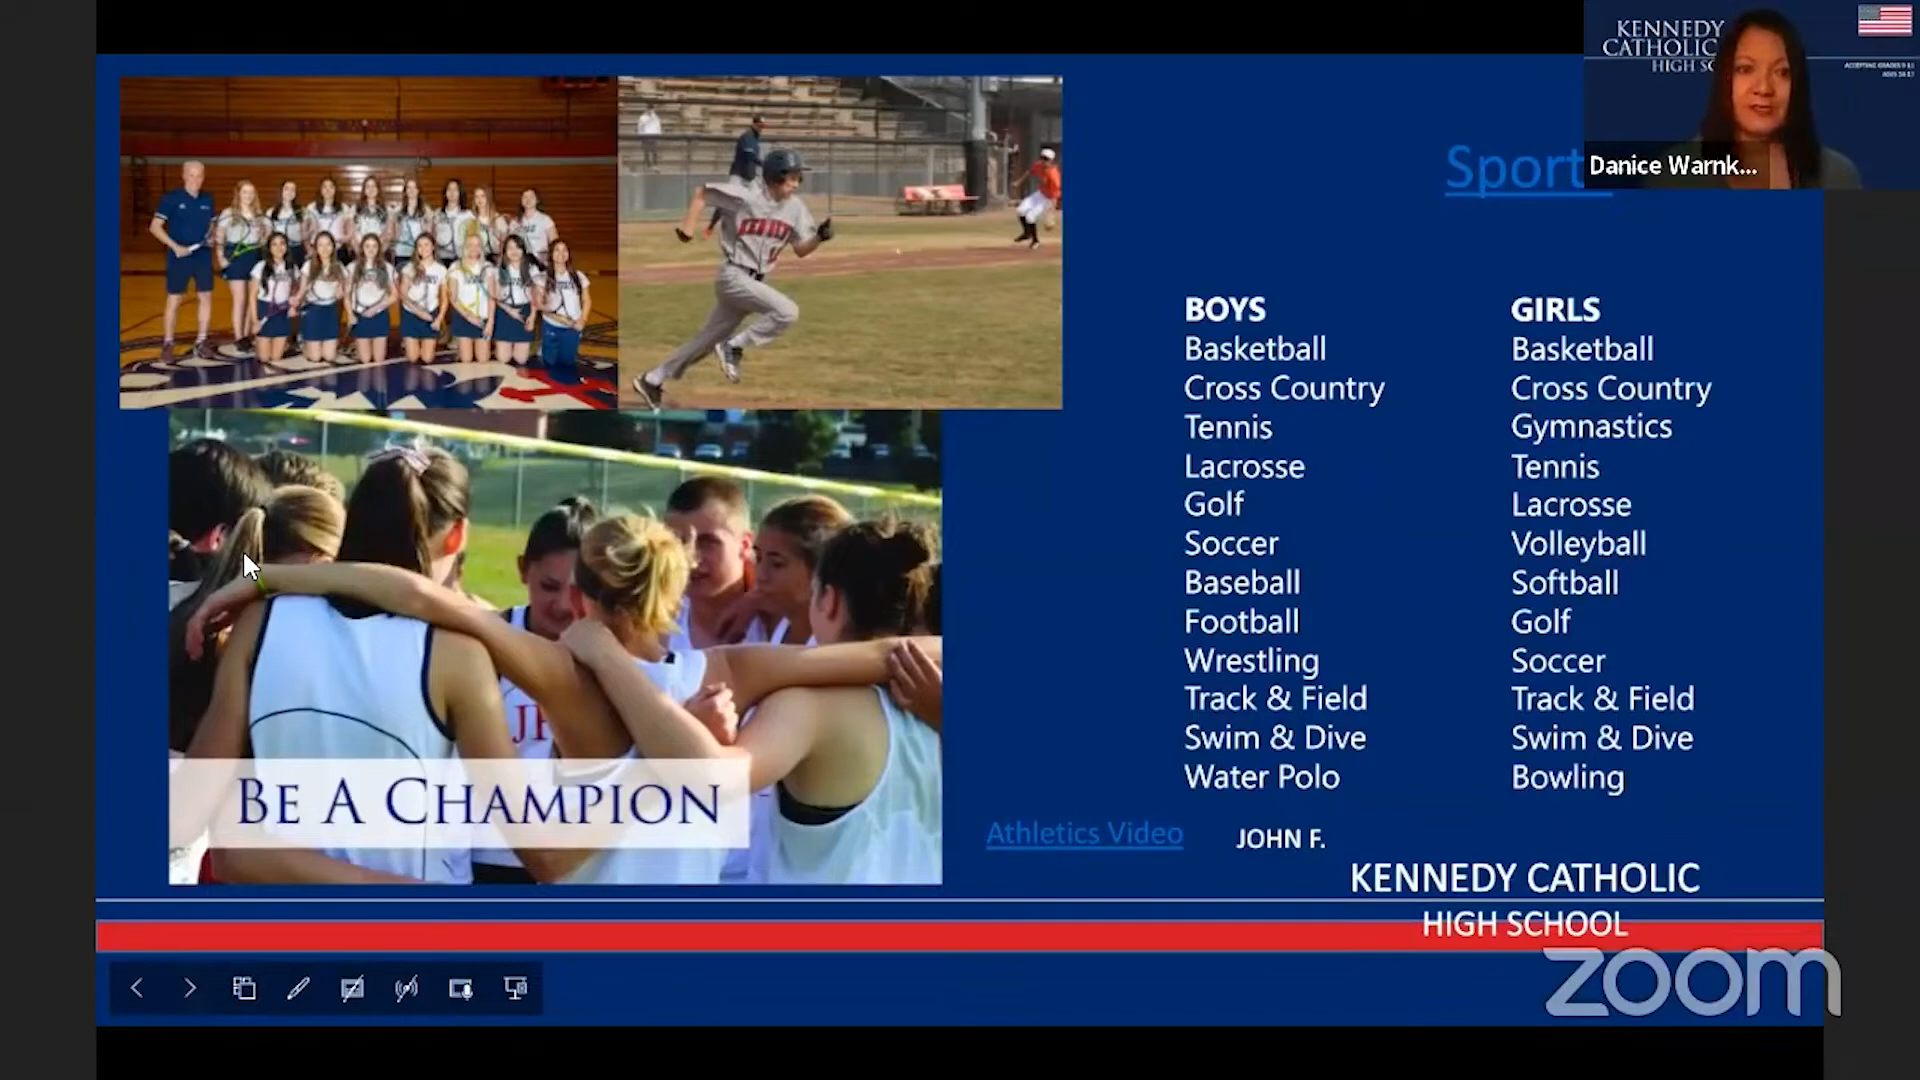 KENNEDY
CATHOLIC
HIGH SC
Danice Warnk...
Sport
BOYS
Basketball
Cross Country
Tennis
Lacrosse
Golf
Soccer
Baseball
Football
Wrestling
Track & Field
Swim & Dive
Water Polo
GIRLS
Basketball
Cross Country
Gymnastics
Tennis
Lacrosse
Volleyball
Softball
Golf
Soccer
Track & Field
Swim & Dive
Bowling
BE A CHAMPION
Athletics Video
JOHN F.
KENNEDY CATHOLIC
HIGH SCHOOL
zoom